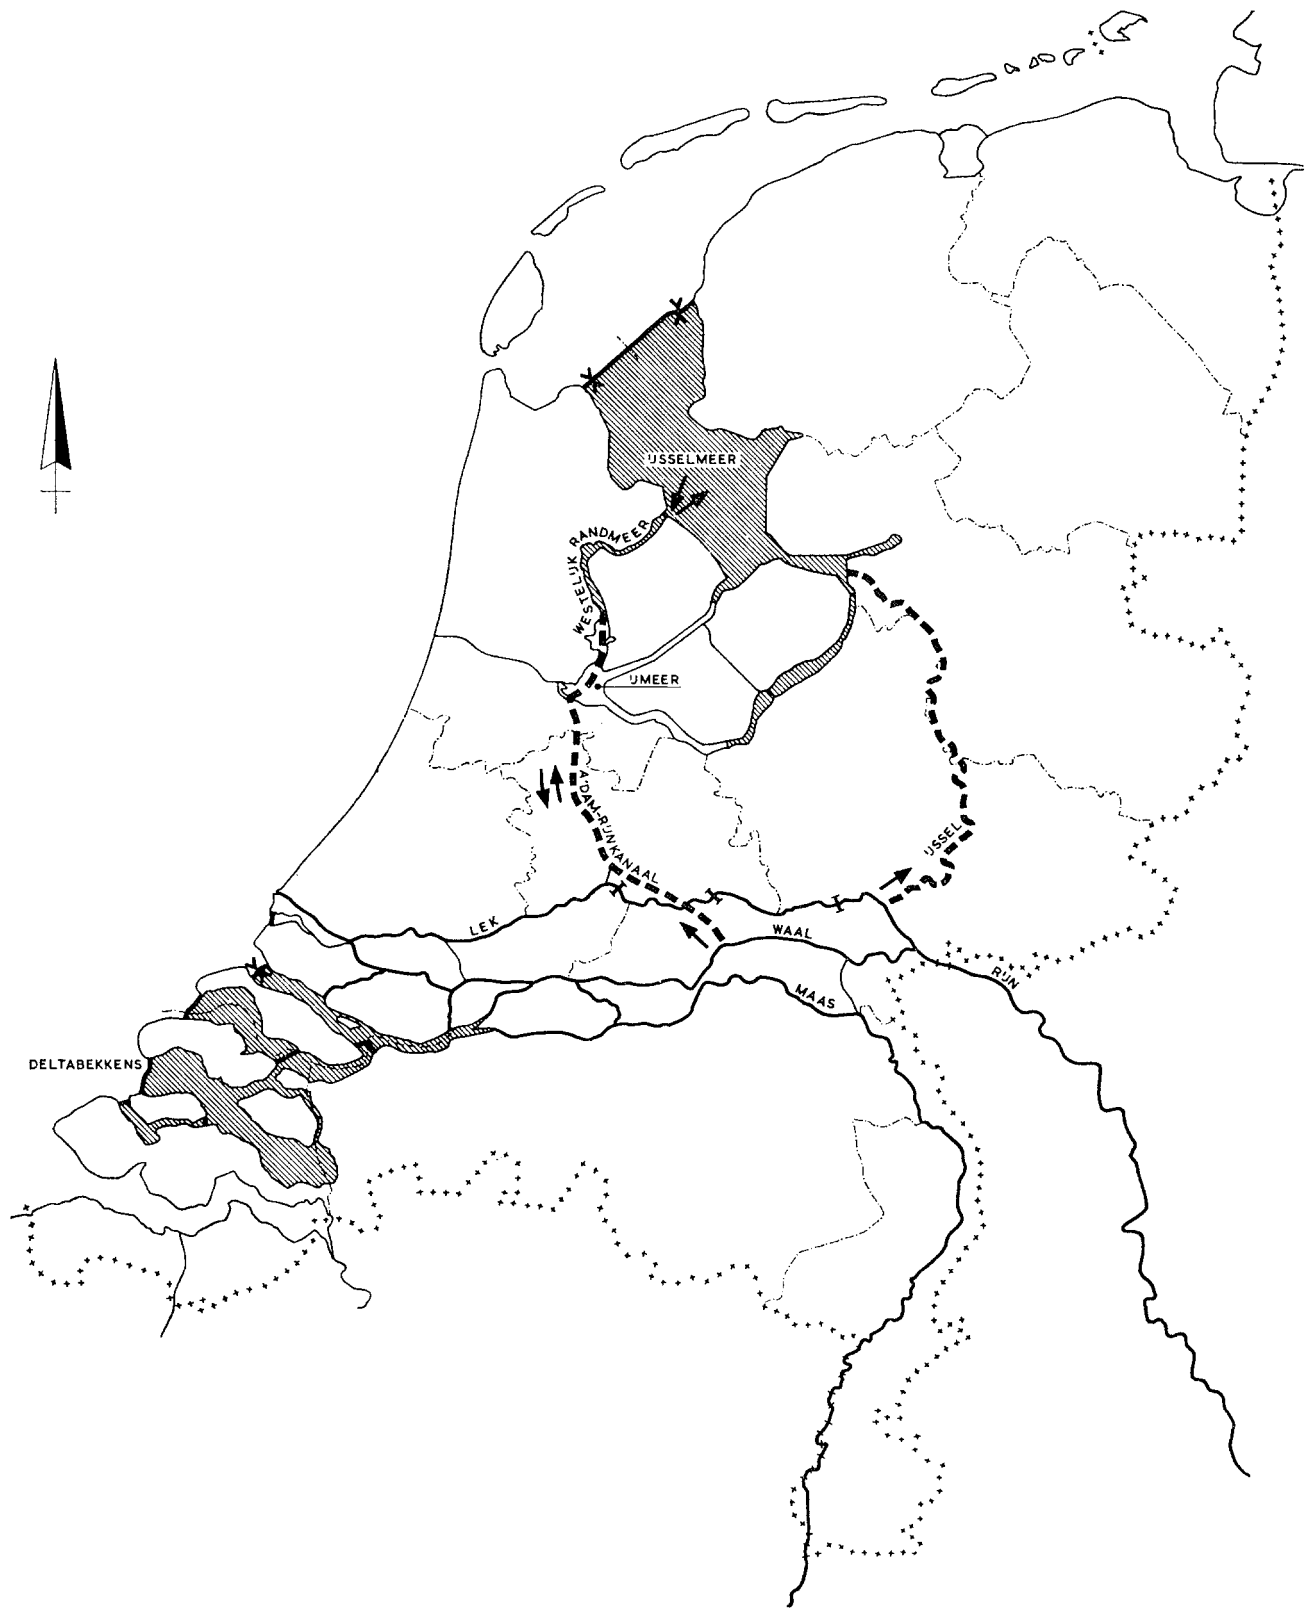 IJSSELMEER
WESTELIJK RANDMEER
IJMEER
A'DAM-RIJNKANAAL
IJSSEL
LEK
WAAL
RIJN
MAAS
DELTABEKKENS